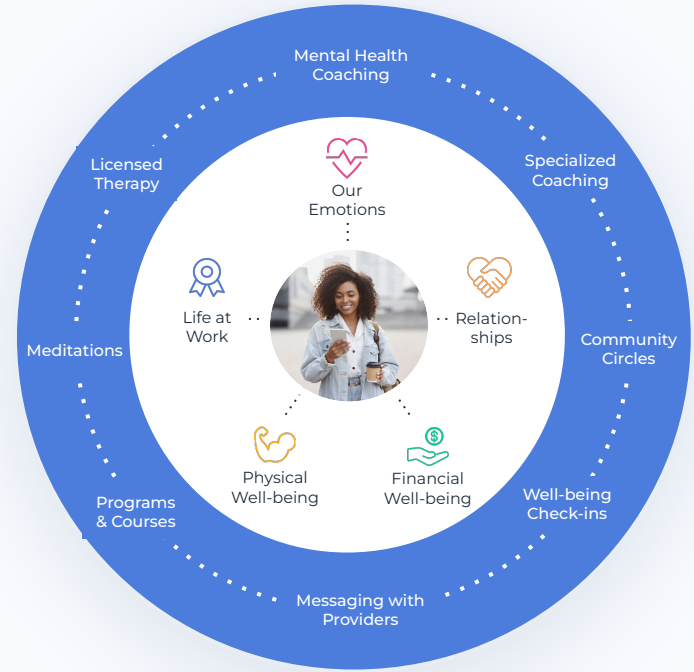 Mental Health
Coaching
Licensed
Therapy
Specialized
Coaching
Our
Emotions
Life at
Work
Relation-
ships
Meditations
Community
Circles
Physical
Well-being
Financial
Well-being
Programs
& Courses
Well-being
Check-ins
Messaging with
Providers